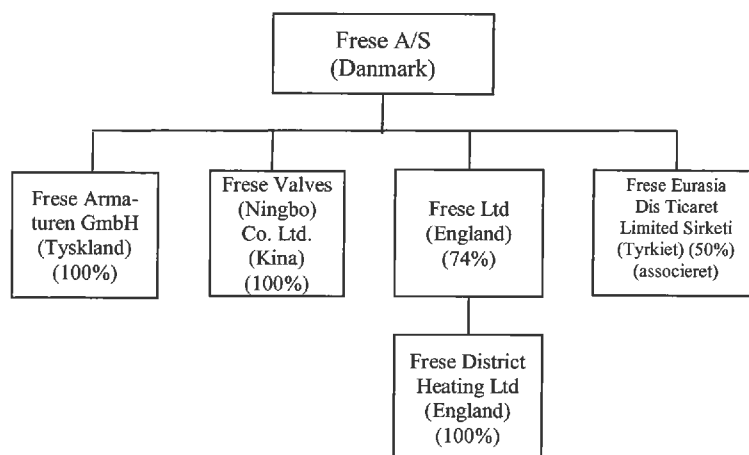 Frese A/S
(Danmark)
Frese Arma-
turen GmbH
(Tyskland)
(100%)
Frese Valves
(Ningbo)
Co. Ltd.
(Kina)
(100%)
Frese Ltd
(England)
(74%)
Frese Eurasia
Dis Ticaret
Limited Sirketi
(Tyrkiet) (50%)
(associeret)
Frese District
Heating Ltd
(England)
(100%)